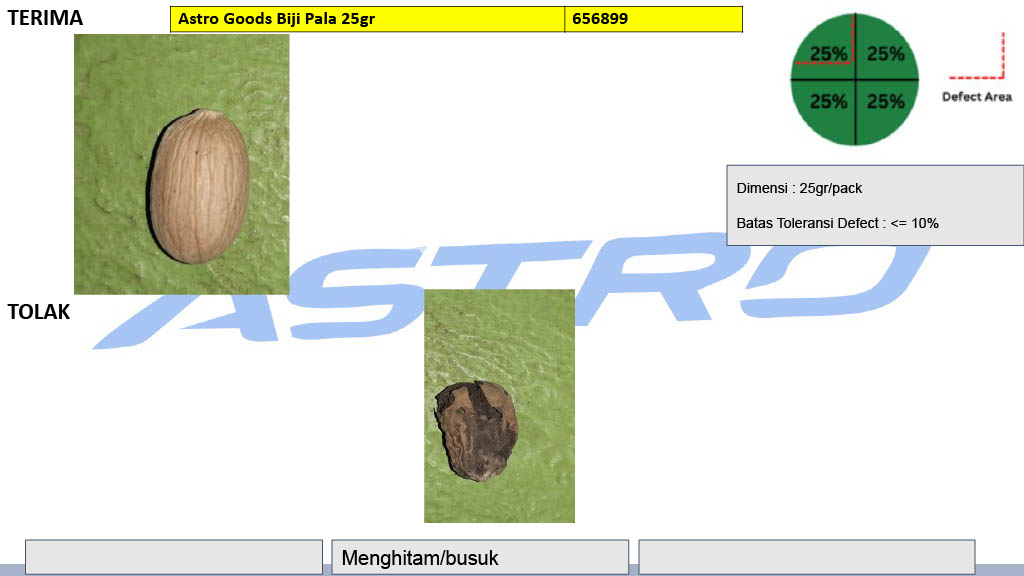 TERIMA
Astro Goods Biji Pala 25gr 656899
25% 25%
25% 25%
Defect Area
Dimensi : 25gr/pack
Batas Toleransi Defect : <= 10%
ASTRO
TOLAK
Menghitam/busuk